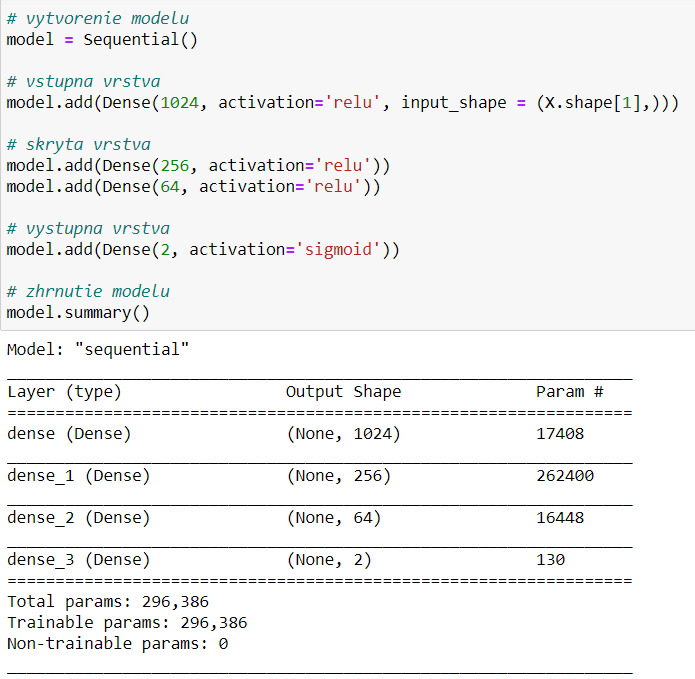 # vytvorenie modelu
model = Sequential()
# vstupna vrstva
model.add(Dense(1024, activation='relu', input_shape = (X.shape[1],)))
# skryta vrstva
model.add(Dense(256, activation='relu'))
model.add(Dense(64, activation='relu'))
# vystupna vrstva
model.add(Dense(2, activation='sigmoid'))
# zhrnutie modelu
model.summary()
Model: "sequential"
_________________________________________________________________
Layer (type)                 Output Shape              Param #
=================================================================
dense (Dense)                (None, 1024)              17408
_________________________________________________________________
dense_1 (Dense)              (None, 256)               262400
_________________________________________________________________
dense_2 (Dense)              (None, 64)                16448
_________________________________________________________________
dense_3 (Dense)              (None, 2)                 130
=================================================================
Total params: 296,386
Trainable params: 296,386
Non-trainable params: 0
_________________________________________________________________